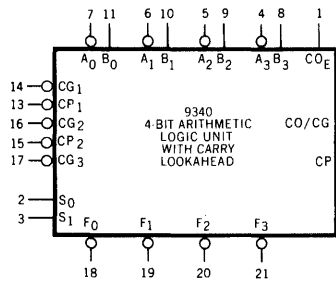 7 11 6 10 5 9 4 8 1
A0 B0 A1 B1 A2 B2 A3 B3 COE
14 CG1
13 CP1
16 CG2
15 CP2
17 CG3
9340
4-BIT ARITHMETIC
LOGIC UNIT
WITH CARRY
LOOKAHEAD
CO/CG
CP
2 S0
3 S1
F0 F1 F2 F3
18 19 20 21